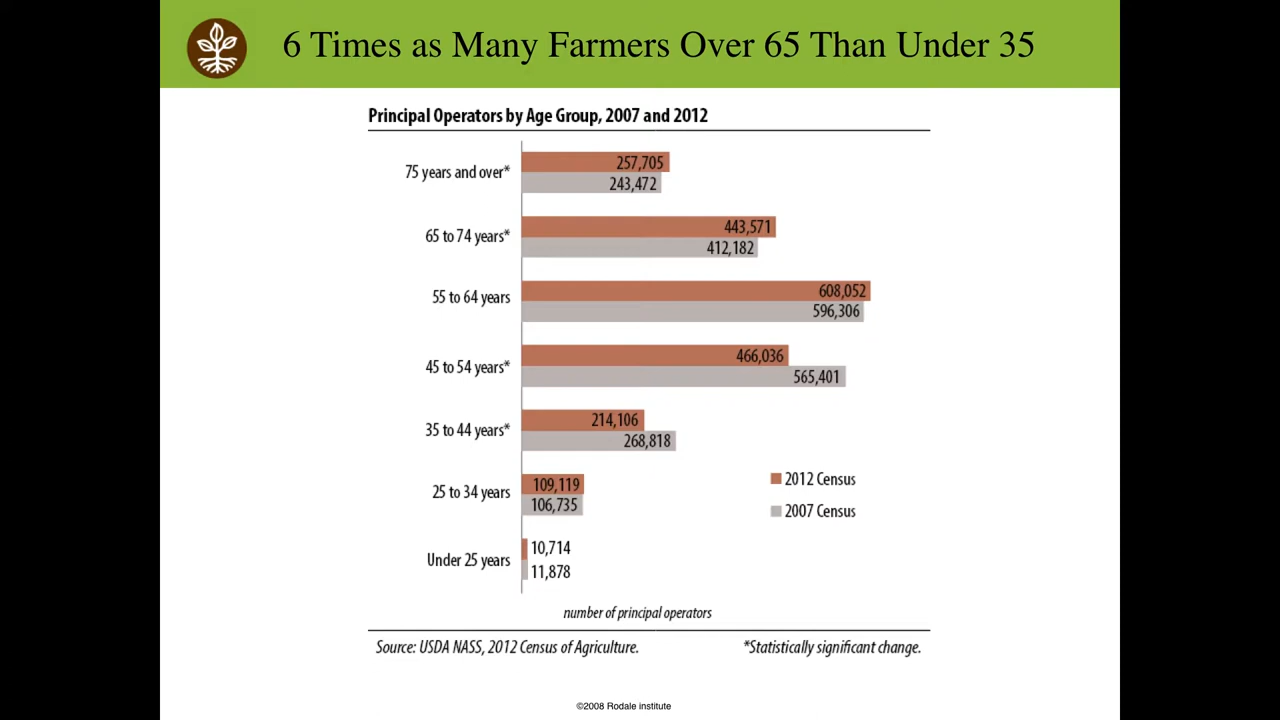 6 Times as Many Farmers Over 65 Than Under 35
Principal Operators by Age Group, 2007 and 2012
75 years and over*
257,705
243,472
65 to 74 years*
443,571
412,182
55 to 64 years
608,052
596,306
45 to 54 years*
466,036
565,401
35 to 44 years*
214,106
268,818
25 to 34 years
109,119
106,735
Under 25 years
10,714
11,878
2012 Census
2007 Census
number of principal operators
Source: USDA NASS, 2012 Census of Agriculture.
*Statistically significant change.
©2008 Rodale institute